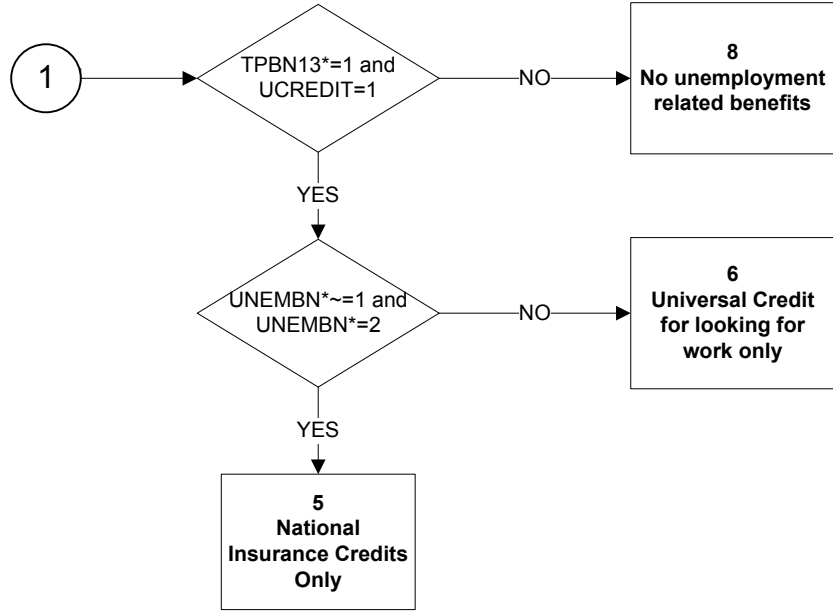 1
TPBN13*=1 and
UCREDIT=1
NO
8
No unemployment
related benefits
YES
UNEMBN*~=1 and
UNEMBN*=2
NO
6
Universal Credit
for looking for
work only
YES
5
National
Insurance Credits
Only